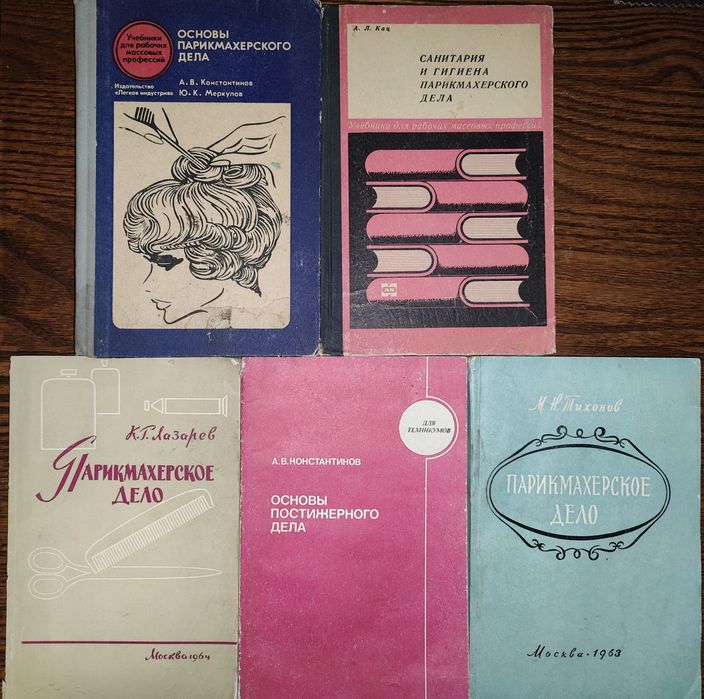 Учебники
для рабочих
массовых
профессий
ОСНОВЫ
ПАРИКМАХЕРСКОГО
ДЕЛА
А. В. Константинов
Ю. К. Меркулов
Издательство
«Легкая индустрия»
А. Л. Кац
САНИТАРИЯ
И ГИГИЕНА
ПАРИКМАХЕРСКОГО
ДЕЛА
Учебники для рабочих массовых профессий
К. Г. Лазарев
ПАРИКМАХЕРСКОЕ
ДЕЛО
Москва 1964
ДЛЯ
ТЕХНИКУМОВ
А. В. КОНСТАНТИНОВ
ОСНОВЫ
ПОСТИЖЕРНОГО
ДЕЛА
М. Н. Тихонов
ПАРИКМАХЕРСКОЕ
ДЕЛО
Москва · 1963